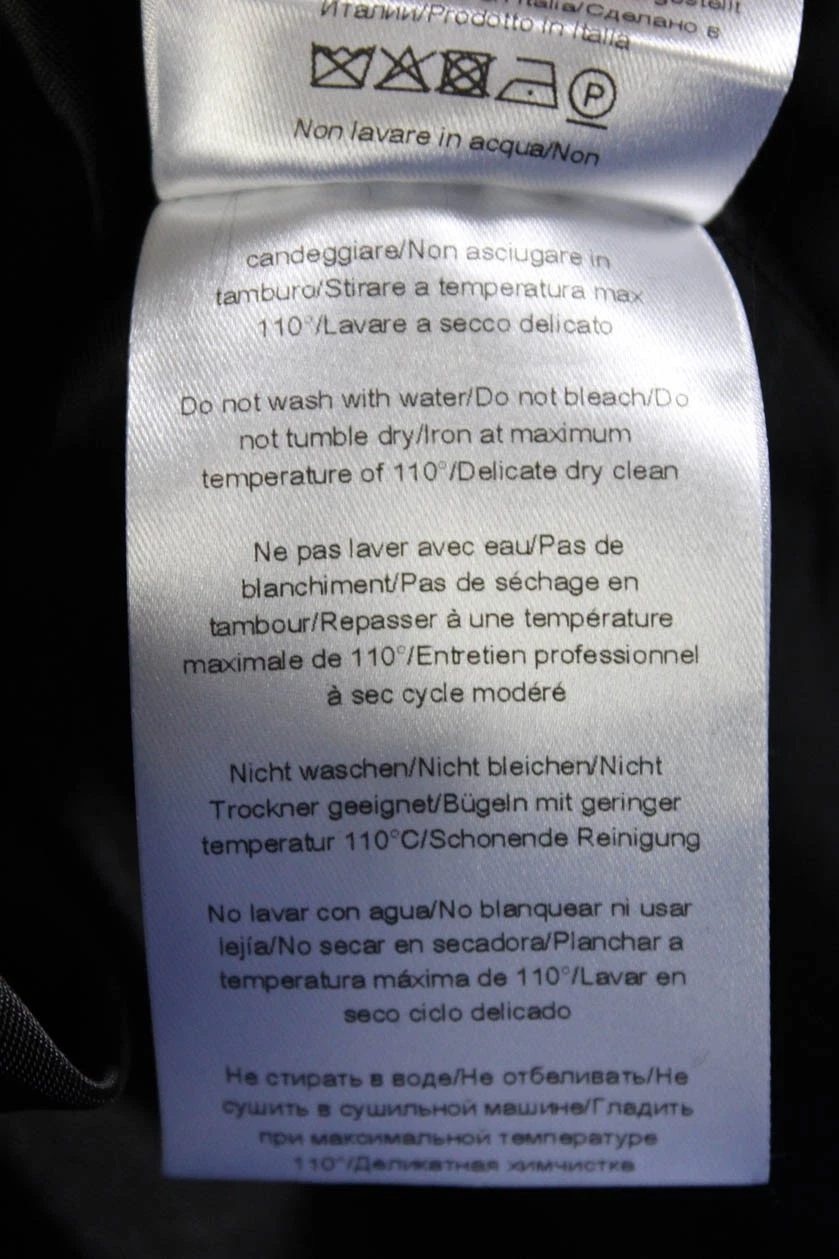 Italia/Сделано в
Италии/Prodotto in Italia
P
Non lavare in acqua/Non
candeggiare/Non asciugare in
tamburo/Stirare a temperatura max
110°/Lavare a secco delicato
Do not wash with water/Do not bleach/Do
not tumble dry/Iron at maximum
temperature of 110°/Delicate dry clean
Ne pas laver avec eau/Pas de
blanchiment/Pas de séchage en
tambour/Repasser à une température
maximale de 110°/Entretien professionnel
à sec cycle modéré
Nicht waschen/Nicht bleichen/Nicht
Trockner geeignet/Bügeln mit geringer
temperatur 110°C/Schonende Reinigung
No lavar con agua/No blanquear ni usar
lejía/No secar en secadora/Planchar a
temperatura máxima de 110°/Lavar en
seco ciclo delicado
Не стирать в воде/Не отбеливать/Не
сушить в сушильной машине/Гладить
при максимальной температуре
110°/Деликатная химчистка